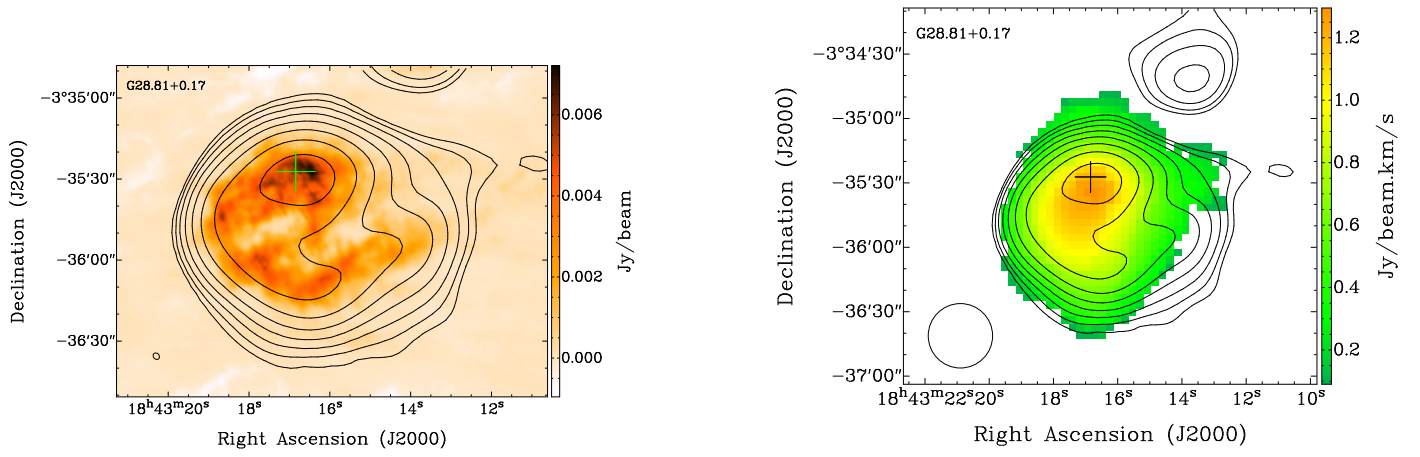 G28.81+0.17
−3°35′00″
−35′30″
−36′00″
−36′30″
Declination (J2000)
18h43m20s
18s
16s
14s
12s
Right Ascension (J2000)
0.006
0.004
0.002
0.000
Jy/beam
G28.81+0.17
−3°34′30″
−35′00″
−35′30″
−36′00″
−36′30″
−37′00″
Declination (J2000)
18h43m22s20s
18s
16s
14s
12s
10s
Right Ascension (J2000)
1.2
1.0
0.8
0.6
0.4
0.2
Jy/beam.km/s